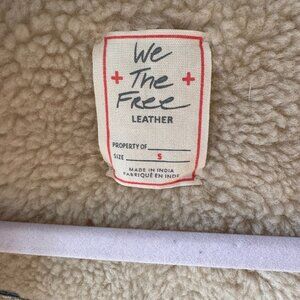 We
+ The +
Free
LEATHER
PROPERTY OF
SIZE S
MADE IN INDIA
FABRIQUÉ EN INDE